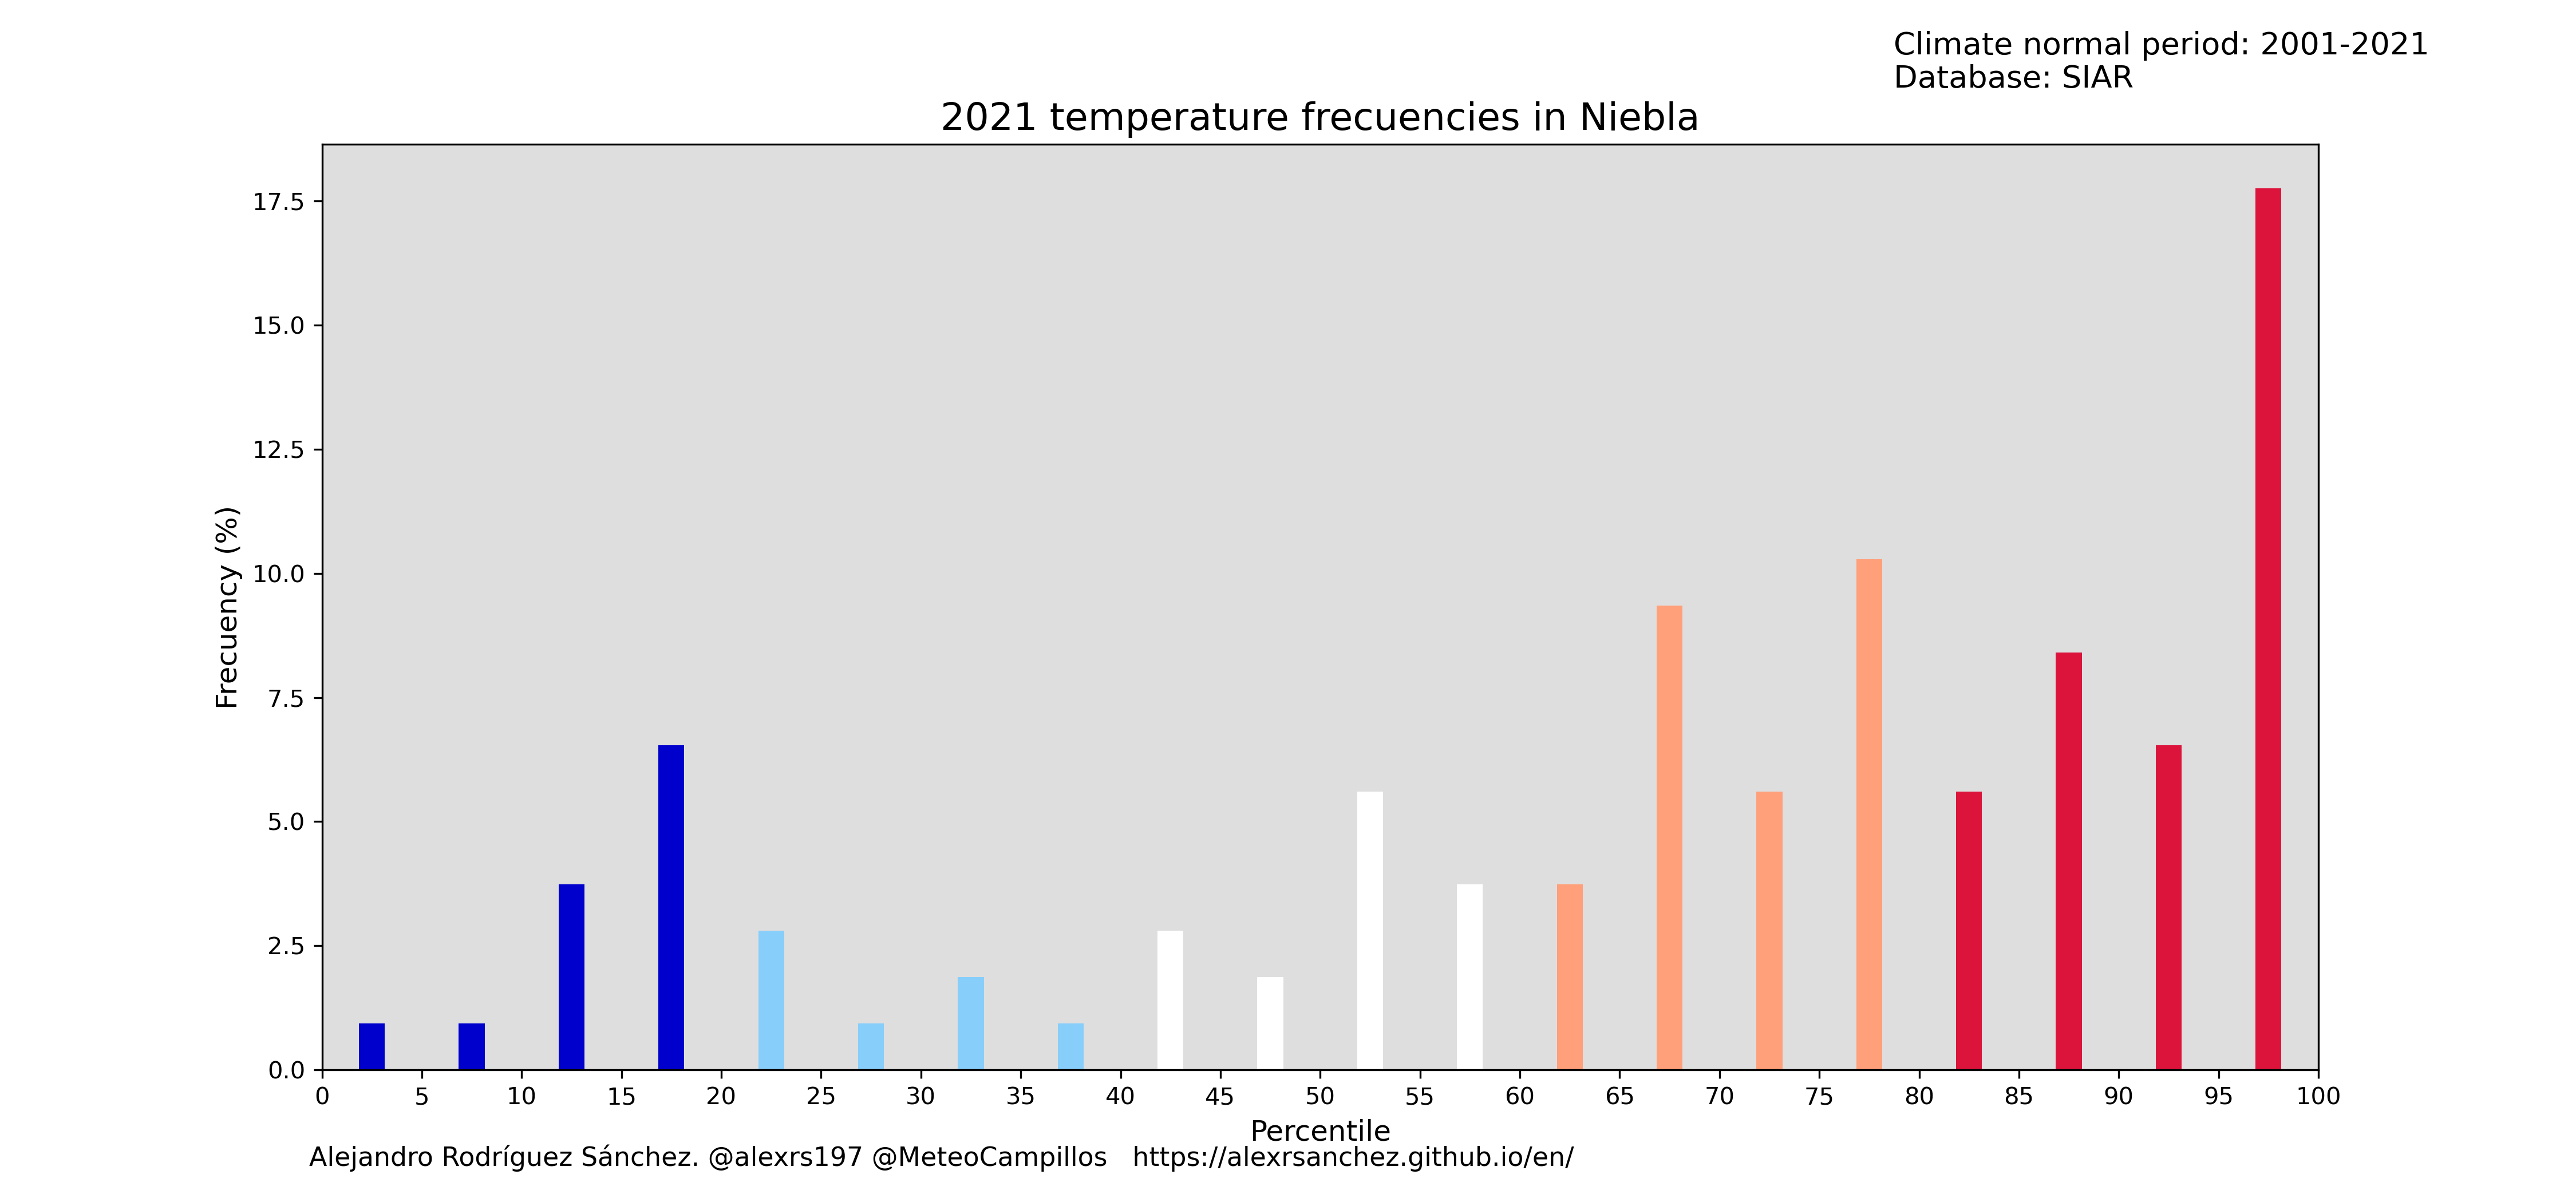 Climate normal period: 2001-2021
Database: SIAR
2021 temperature frecuencies in Niebla
17.5
15.0
12.5
10.0
7.5
5.0
2.5
0.0
Frecuency (%)
0 5 10 15 20 25 30 35 40 45 50 55 60 65 70 75 80 85 90 95 100
Percentile
Alejandro Rodríguez Sánchez. @alexrs197 @MeteoCampillos https://alexrsanchez.github.io/en/